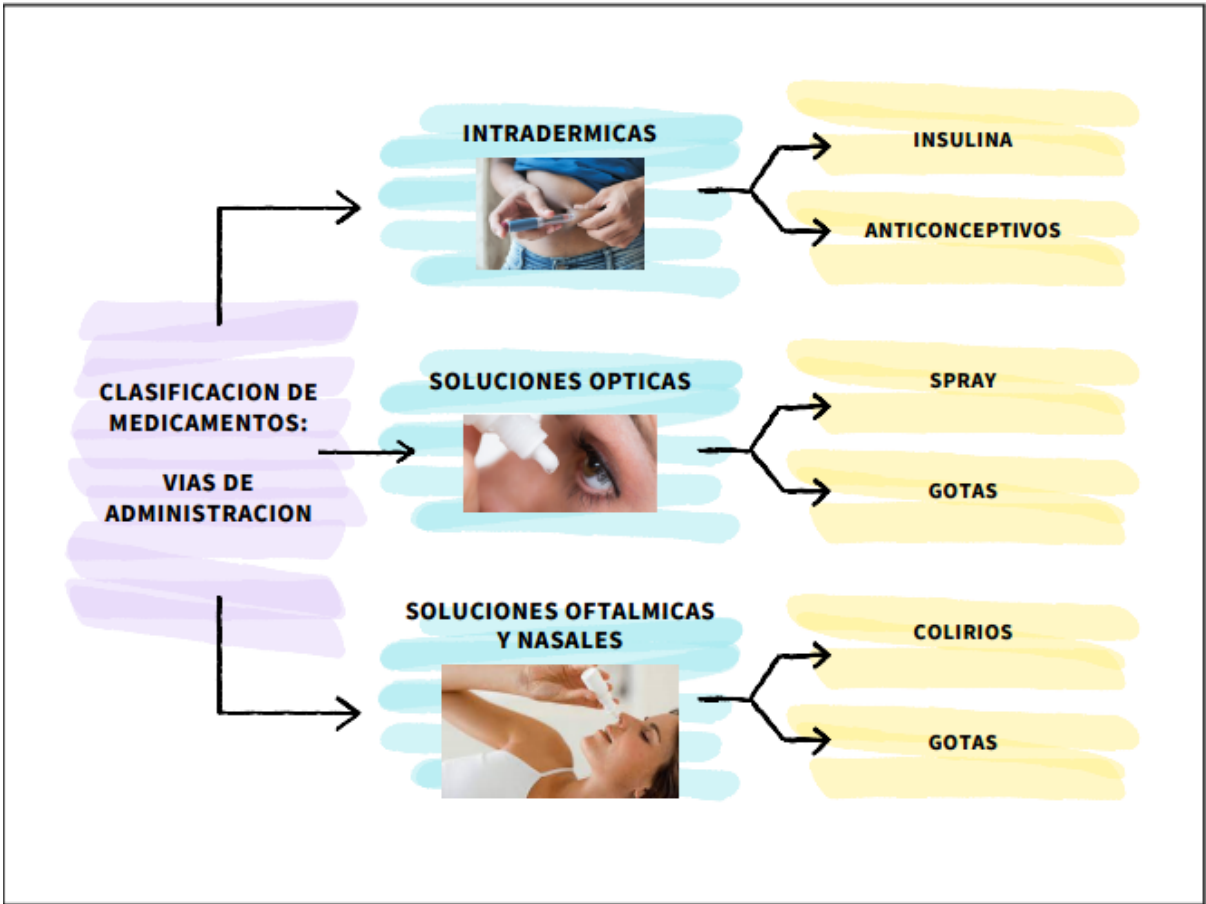 CLASIFICACION DE
MEDICAMENTOS:
VIAS DE
ADMINISTRACION
INTRADERMICAS
INSULINA
ANTICONCEPTIVOS
SOLUCIONES OPTICAS
SPRAY
GOTAS
SOLUCIONES OFTALMICAS
Y NASALES
COLIRIOS
GOTAS